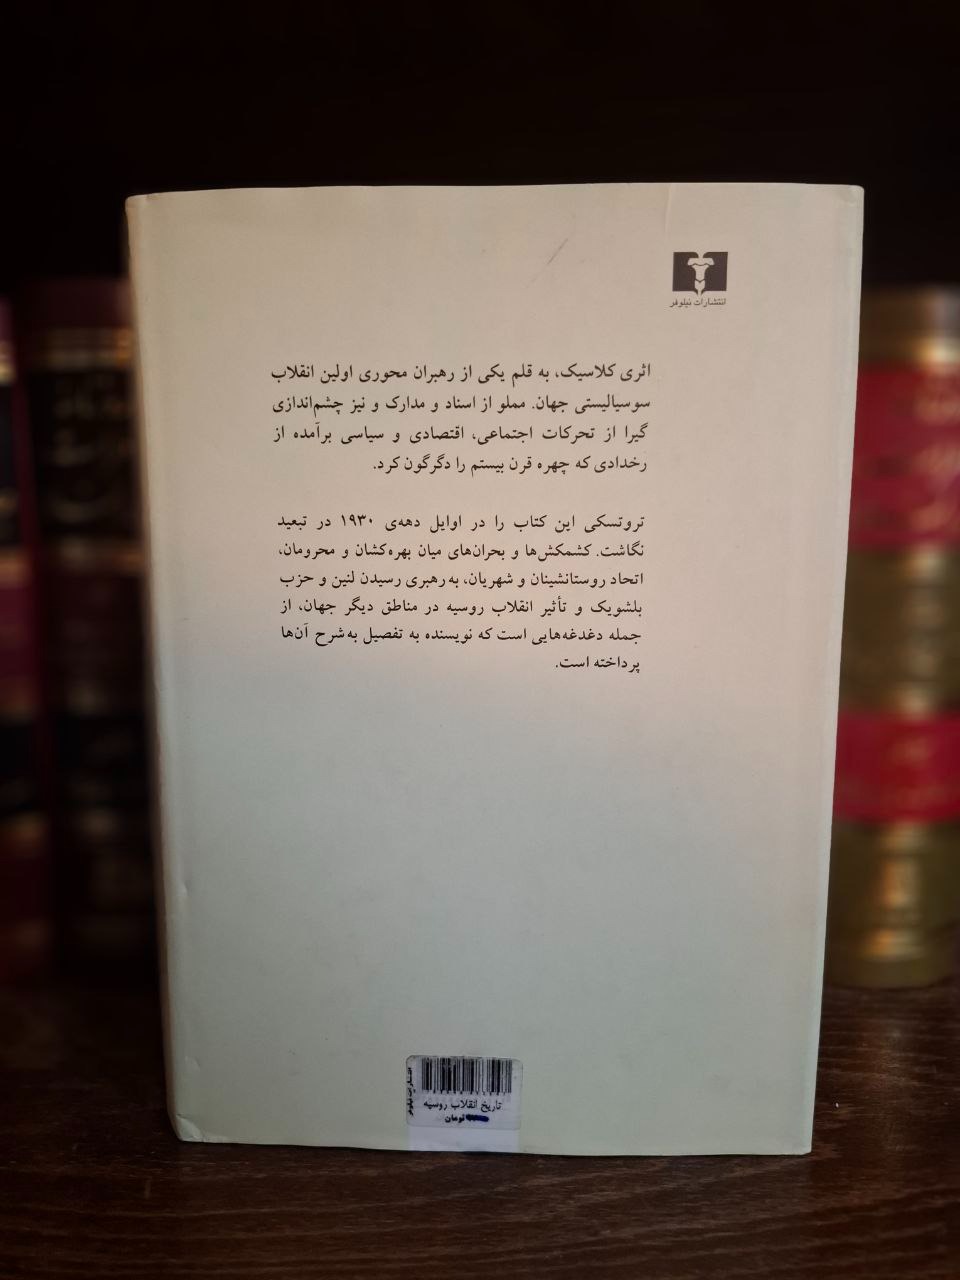 انتشارات نیلوفر
اثری کلاسیک، به قلم یکی از رهبران محوری اولین انقلاب
سوسیالیستی جهان. مملو از اسناد و مدارک و نیز چشم‌اندازی
گیرا از تحرکات اجتماعی، اقتصادی و سیاسی برآمده از
رخدادی که چهره قرن بیستم را دگرگون کرد.
تروتسکی این کتاب را در اوایل دهه‌ی ۱۹۳۰ در تبعید
نگاشت. کشمکش‌ها و بحران‌های میان بهره‌کشان و محرومان،
اتحاد روستانشینان و شهریان، به‌رهبری رسیدن لنین و حزب
بلشویک و تأثیر انقلاب روسیه در مناطق دیگر جهان، از
جمله دغدغه‌هایی است که نویسنده به تفصیل به‌شرح آن‌ها
پرداخته است.
انتشارات نیلوفر
تاریخ انقلاب روسیه
تومان